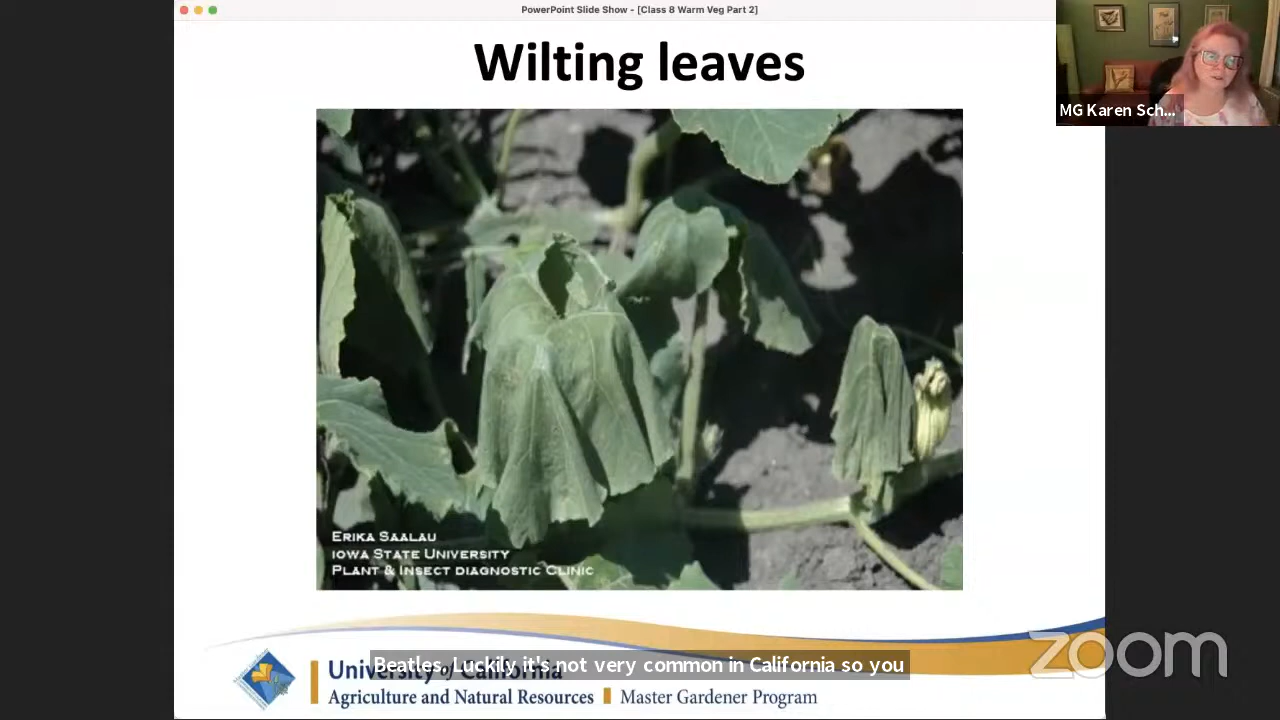 PowerPoint Slide Show - [Class 8 Warm Veg Part 2]
Wilting leaves
MG Karen Sch...
Erika Saalau
Iowa State University
Plant & Insect Diagnostic Clinic
University of California
Beatles. Luckily it's not very common in California so you
Agriculture and Natural Resources Master Gardener Program
zoom